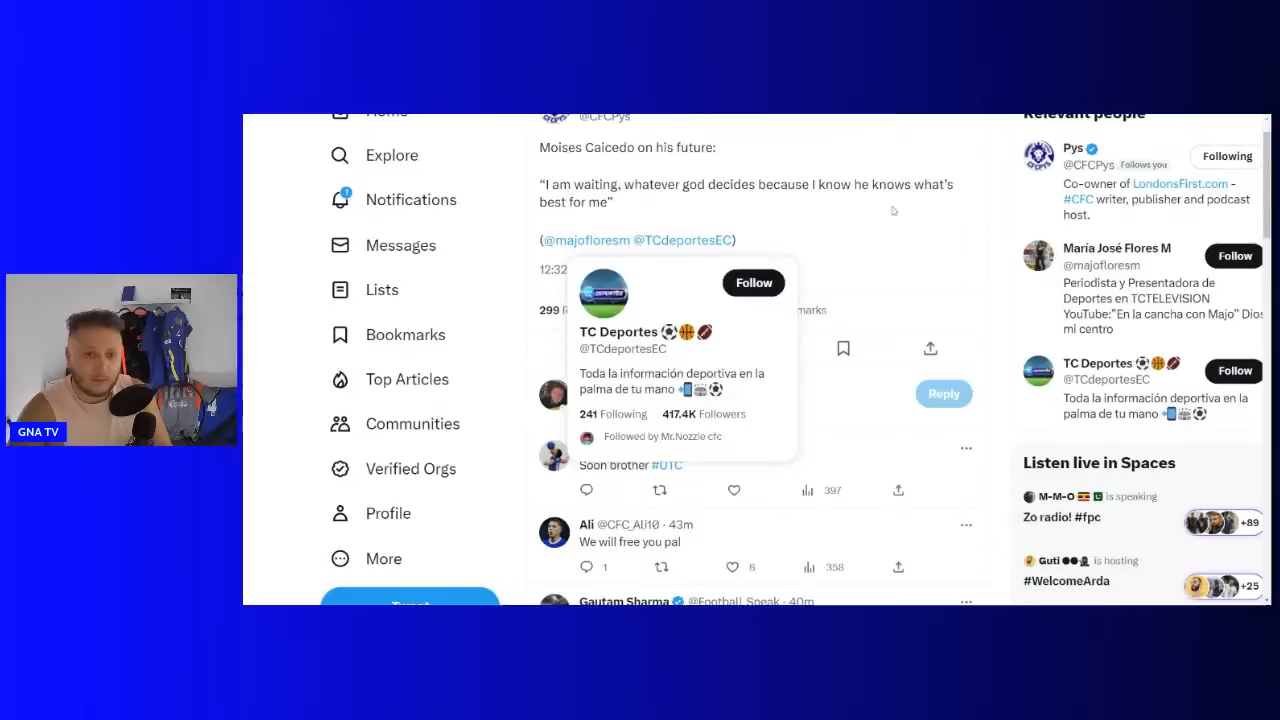 Home
Explore
Notifications
Messages
Lists
Bookmarks
Top Articles
Communities
Verified Orgs
Profile
More
Tweet
@CFCPys
Moises Caicedo on his future:
“I am waiting, whatever god decides because I know he knows what’s
best for me”
(@majofloresm @TCdeportesEC)
12:32
299
marks
Follow
TC Deportes ⚽🏀🏈
@TCdeportesEC
Toda la información deportiva en la
palma de tu mano 📲🏟⚽
241 Following 417.4K Followers
Followed by Mr.Nozzle cfc
Reply
Soon brother #UTC
397
Ali @CFC_Ali10 · 43m
We will free you pal
1 6 358
Gautam Sharma @Football_Speak · 40m
Relevant people
Pys
@CFCPys Follows you
Following
Co-owner of LondonsFirst.com -
#CFC writer, publisher and podcast
host.
María José Flores M
@majofloresm
Follow
Periodista y Presentadora de
Deportes en TCTELEVISION
YouTube:”En la cancha con Majo” Dios
mi centro
TC Deportes ⚽🏀🏈
@TCdeportesEC
Follow
Toda la información deportiva en la
palma de tu mano 📲🏟⚽
Listen live in Spaces
M-M-O 🇺🇬 🇵🇰 is speaking
Zo radio! #fpc
+89
Guti is hosting
#WelcomeArda
+25
GNA TV